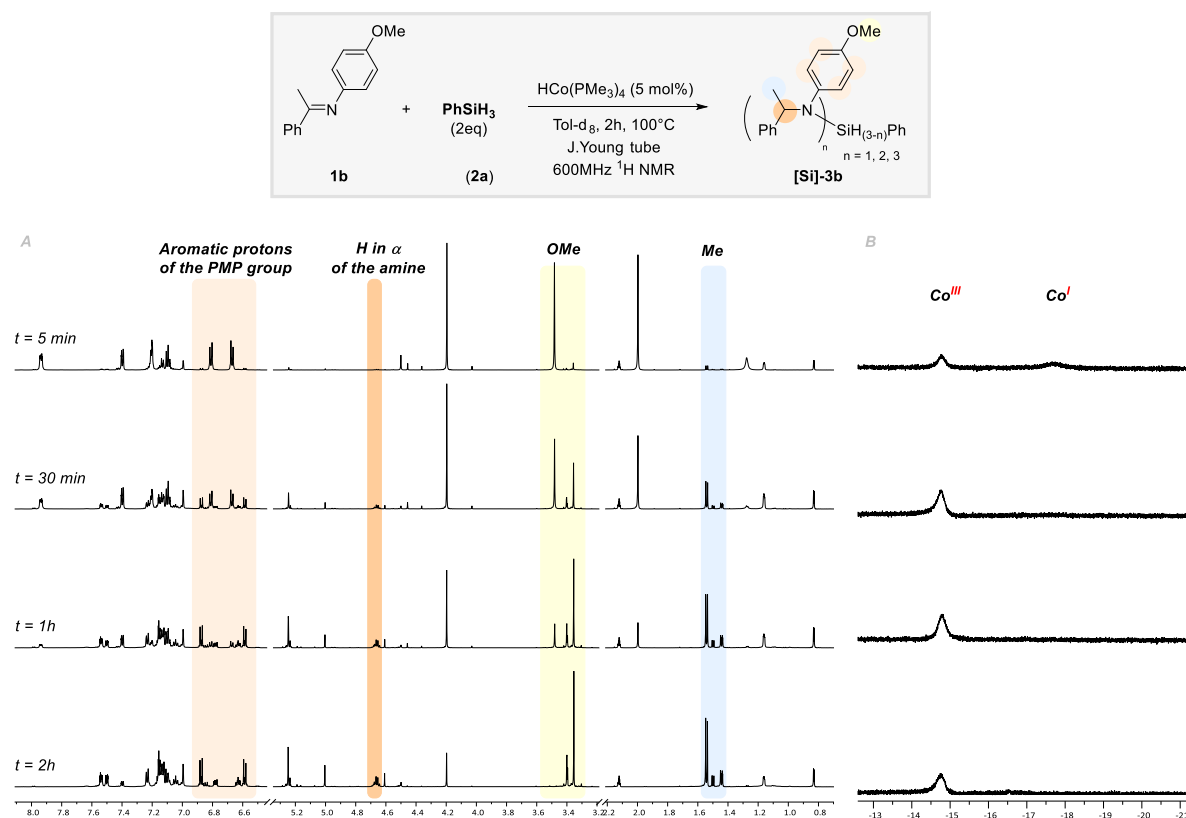 OMe
N
Ph
1b
+
PhSiH3
(2eq)
(2a)
HCo(PMe3)4 (5 mol%)
Tol-d8, 2h, 100°C
J.Young tube
600MHz 1H NMR
OMe
N
Ph
n
SiH(3-n)Ph
n = 1, 2, 3
[Si]-3b
A
Aromatic protons
of the PMP group
H in α
of the amine
OMe
Me
B
CoIII
CoI
t = 5 min
t = 30 min
t = 1h
t = 2h
8.0 7.8 7.6 7.4 7.2 7.0 6.8 6.6 5.2 5.0 4.8 4.6 4.4 4.2 4.0 3.8 3.6 3.4 3.2 2.2 2.0 1.8 1.6 1.4 1.2 1.0 0.8
-13 -14 -15 -16 -17 -18 -19 -20 -21